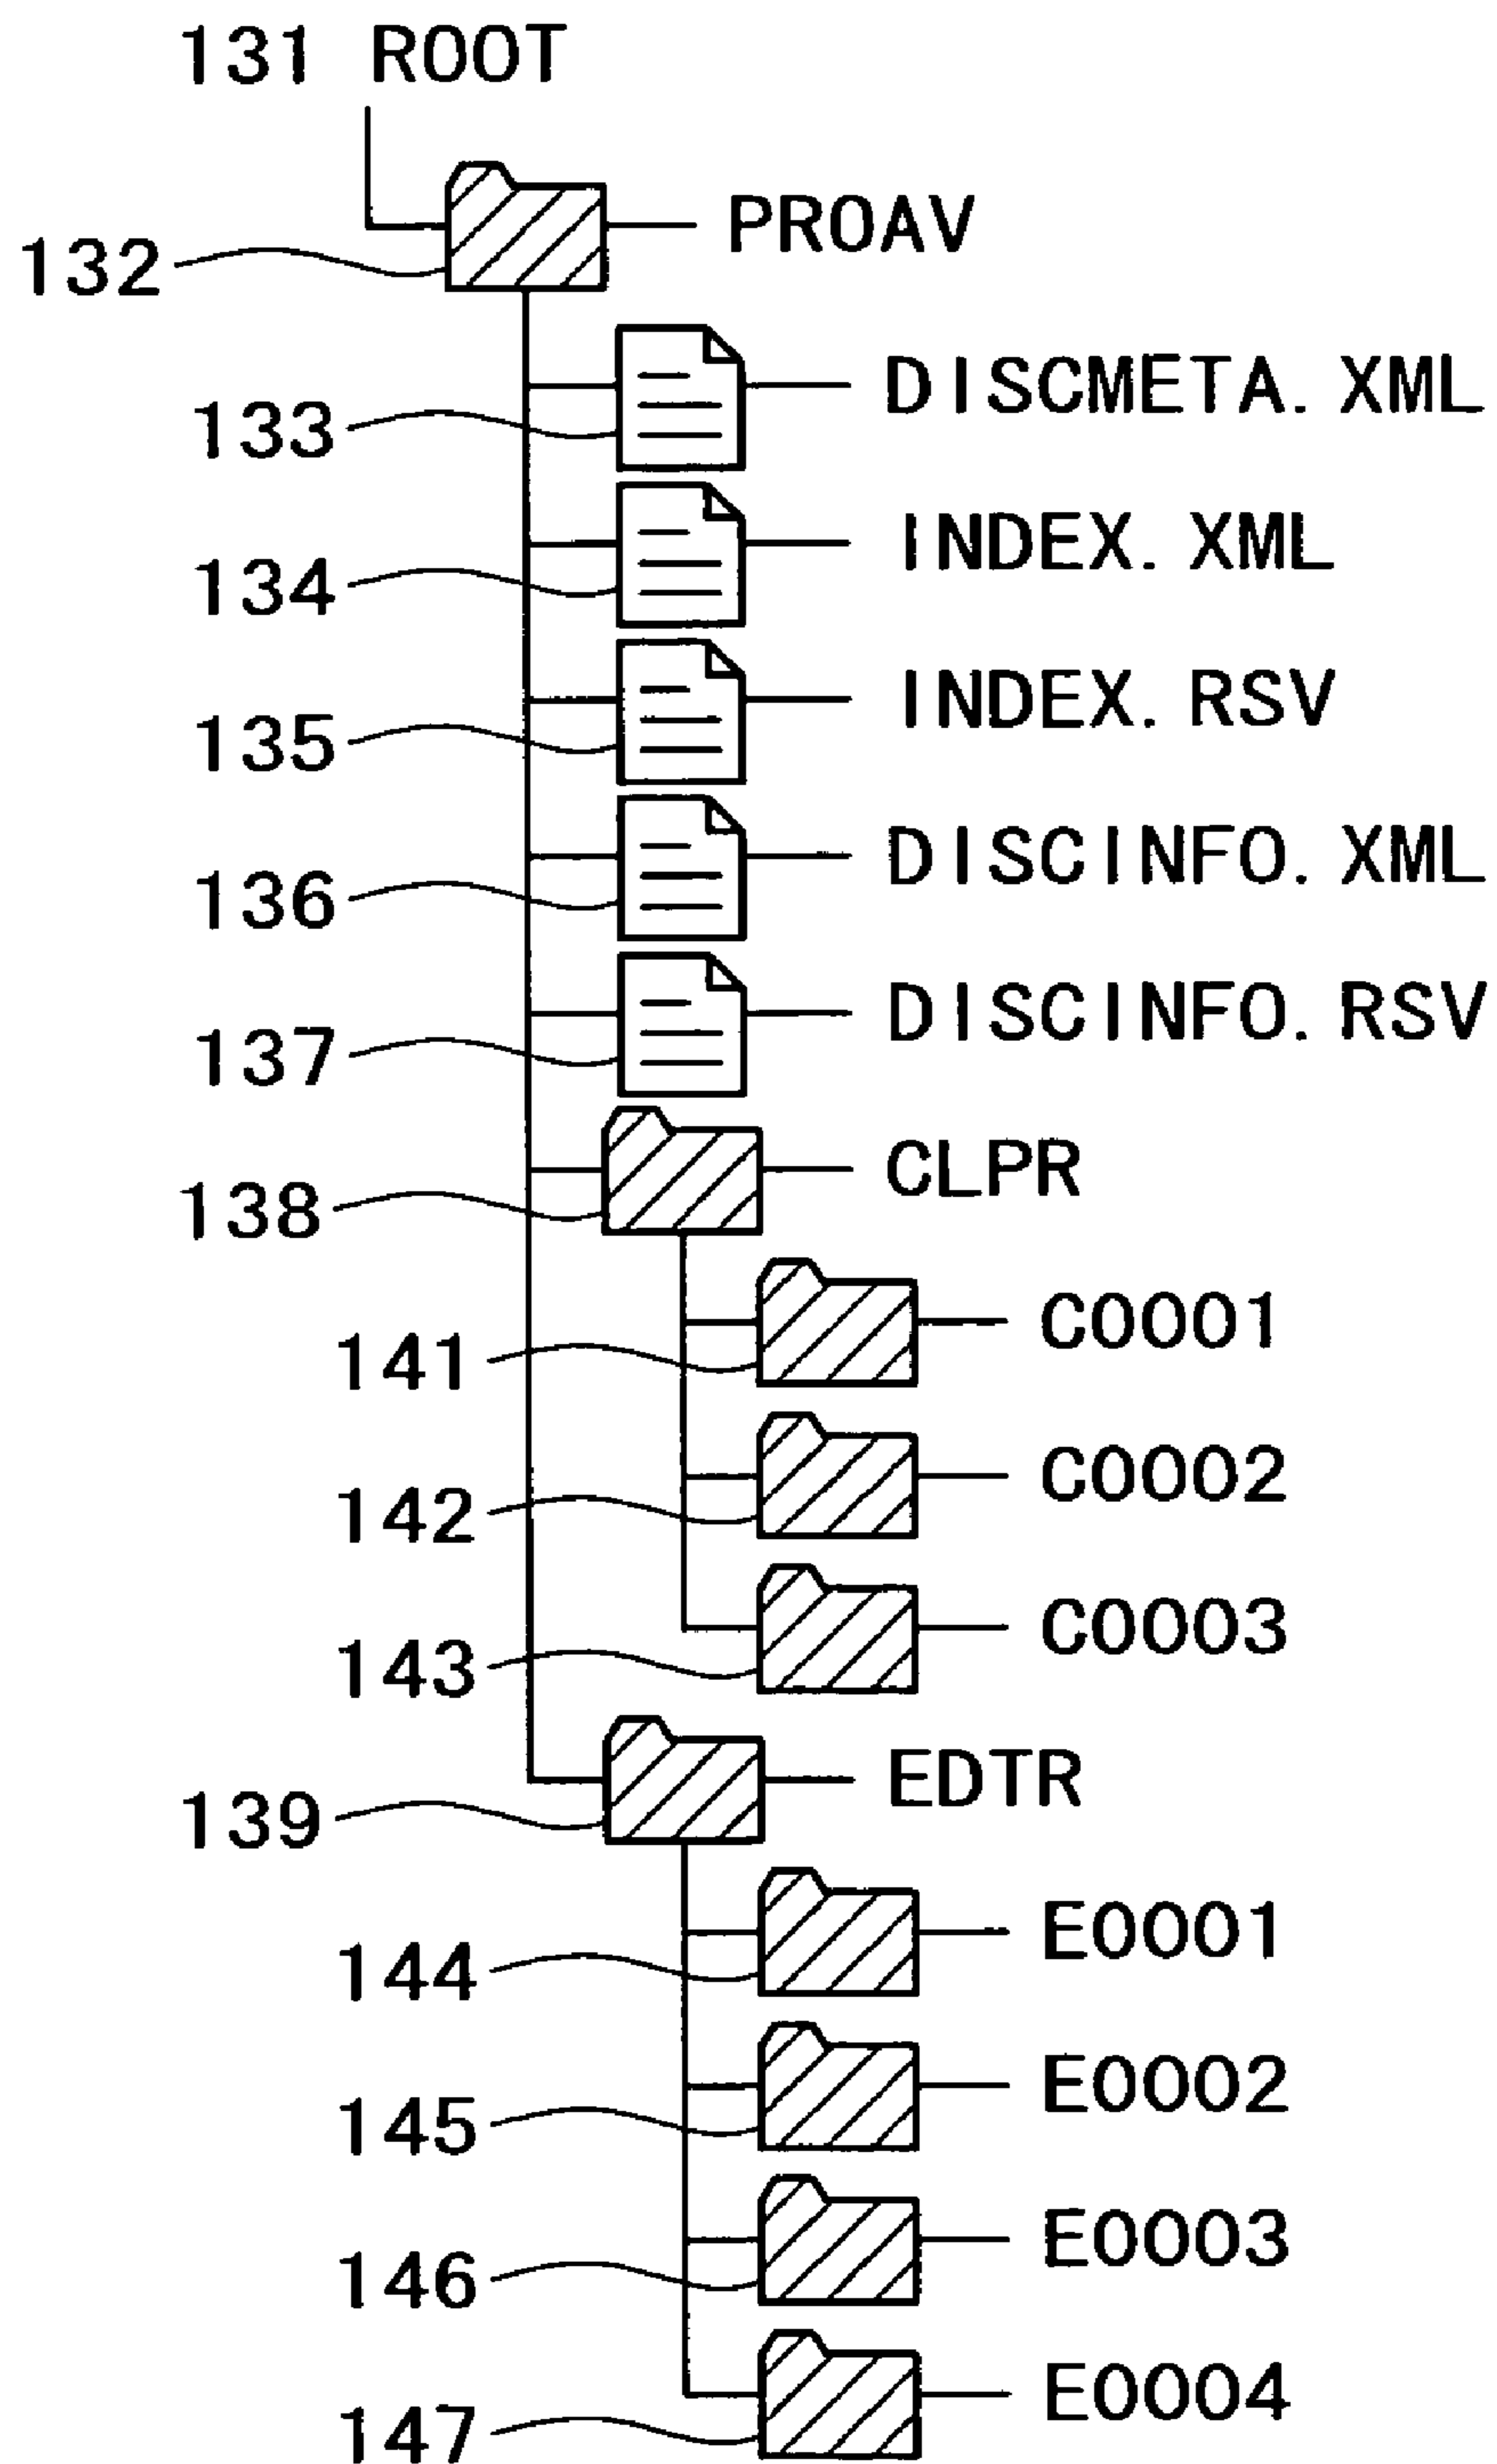 131 ROOT
132 PROAV
133 DISCMETA.XML
134 INDEX.XML
135 INDEX.RSV
136 DISCINFO.XML
137 DISCINFO.RSV
138 CLPR
141 C0001
142 C0002
143 C0003
139 EDTR
144 E0001
145 E0002
146 E0003
147 E0004